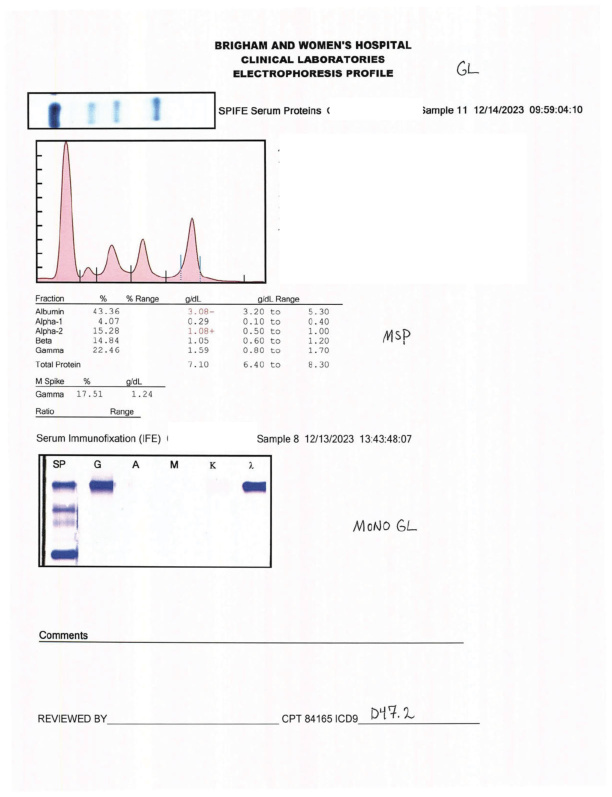 BRIGHAM AND WOMEN'S HOSPITAL
CLINICAL LABORATORIES
ELECTROPHORESIS PROFILE
GL
SPIFE Serum Proteins Sample 11 12/14/2023 09:59:04:10
Fraction % % Range g/dL g/dL Range
Albumin 43.36 3.08- 3.20 to 5.30
Alpha-1 4.07 0.29 0.10 to 0.40
Alpha-2 15.28 1.08+ 0.50 to 1.00
Beta 14.84 1.05 0.60 to 1.20
Gamma 22.46 1.59 0.80 to 1.70
MSP
Total Protein 7.10 6.40 to 8.30
M Spike % g/dL
Gamma 17.51 1.24
Ratio Range
Serum Immunofixation (IFE) Sample 8 12/13/2023 13:43:48:07
SP G A M K λ
MONO GL
Comments
REVIEWED BY CPT 84165 ICD9 D47.2